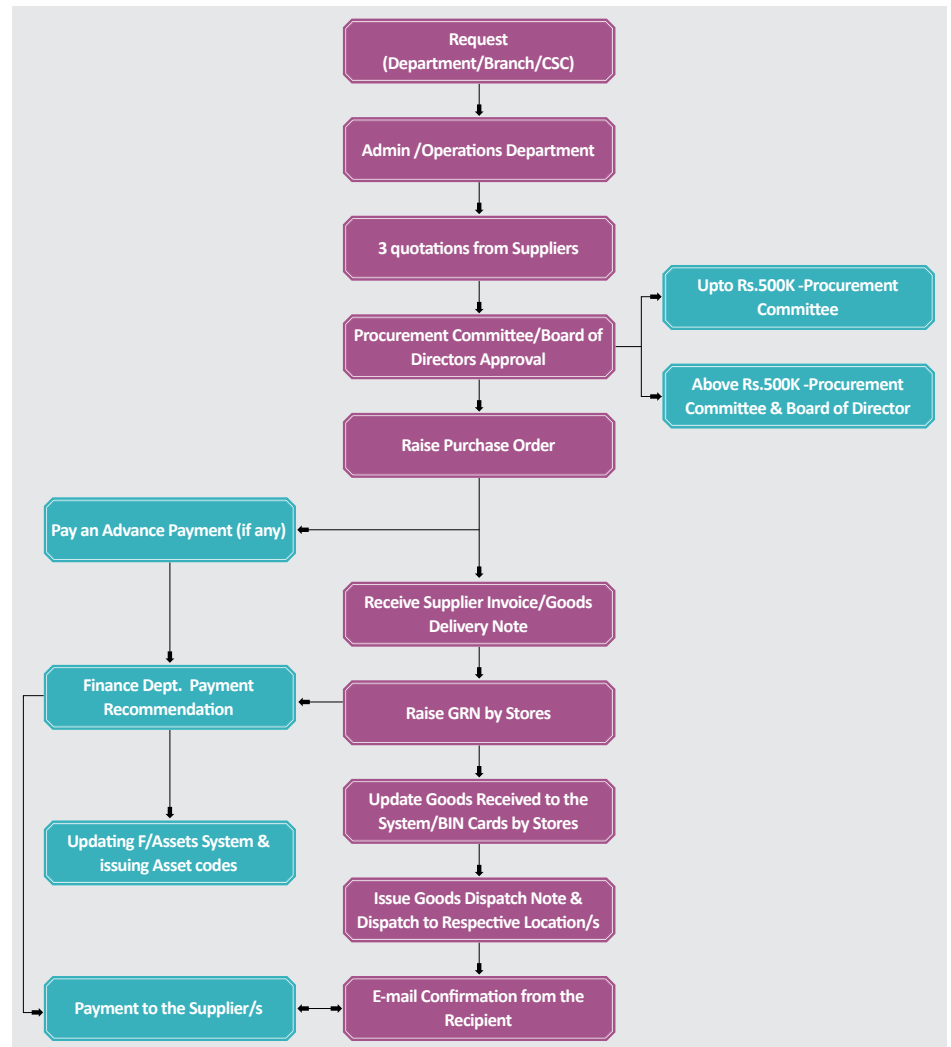 Request
(Department/Branch/CSC)
Admin /Operations Department
3 quotations from Suppliers
Upto Rs.500K -Procurement
Committee
Procurement Committee/Board of
Directors Approval
Above Rs.500K -Procurement
Committee & Board of Director
Raise Purchase Order
Pay an Advance Payment (if any)
Receive Supplier Invoice/Goods
Delivery Note
Finance Dept. Payment
Recommendation
Raise GRN by Stores
Update Goods Received to the
System/BIN Cards by Stores
Updating F/Assets System &
issuing Asset codes
Issue Goods Dispatch Note &
Dispatch to Respective Location/s
Payment to the Supplier/s
E-mail Confirmation from the
Recipient